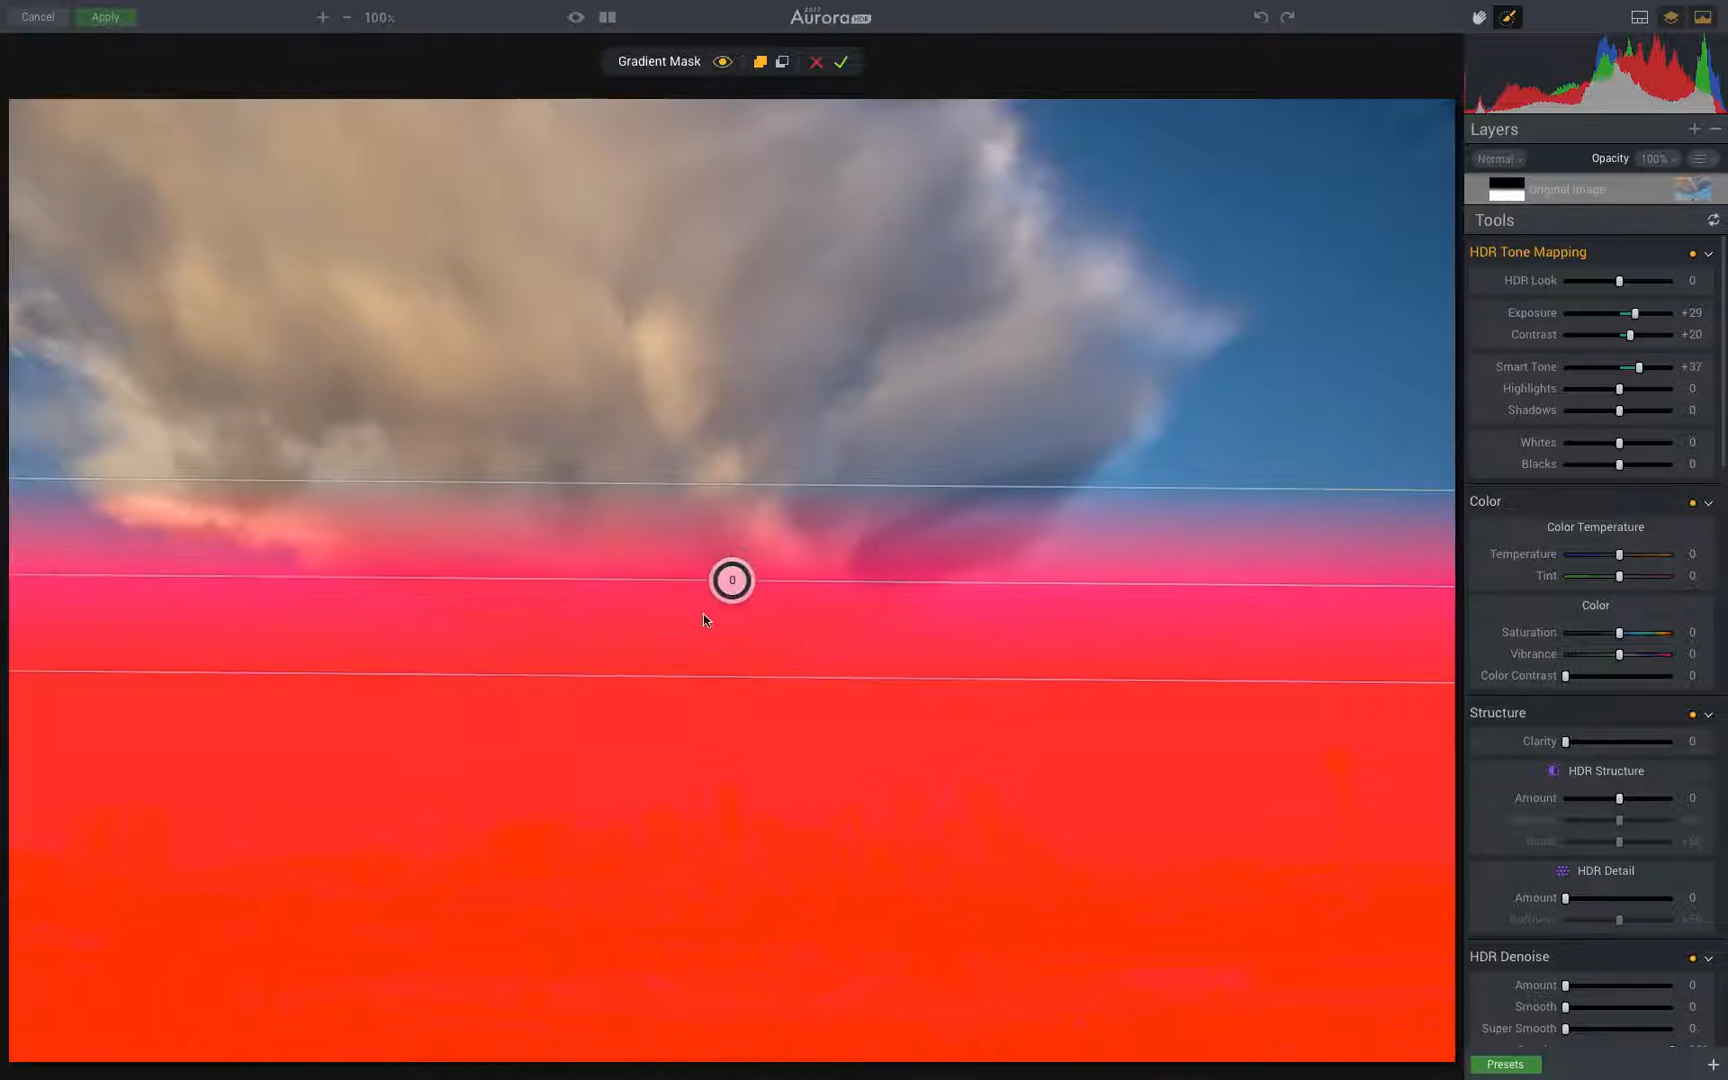 Cancel Apply + − 100% 2017 Aurora HDR
Gradient Mask
0
Layers + −
Normal Opacity 100%
Original Image
Tools
HDR Tone Mapping
HDR Look 0
Exposure +29
Contrast +20
Smart Tone +37
Highlights 0
Shadows 0
Whites 0
Blacks 0
Color
Color Temperature
Temperature 0
Tint 0
Color
Saturation 0
Vibrance 0
Color Contrast 0
Structure
Clarity 0
HDR Structure
Amount 0
HDR Detail
Amount 0
Softness
HDR Denoise
Amount 0
Smooth 0
Super Smooth 0
Presets +